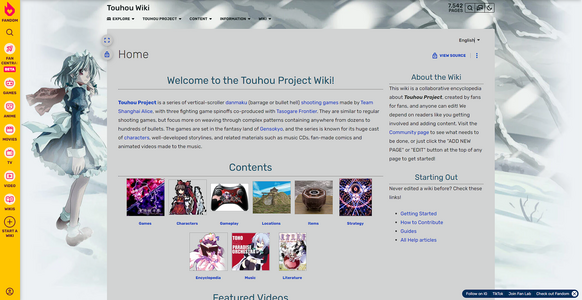 Touhou Wiki
7,542
PAGES
EXPLORE
TOUHOU PROJECT
CONTENT
INFORMATION
WIKI
FANDOM
FAN CENTRAL
BETA
GAMES
ANIME
MOVIES
TV
VIDEO
WIKIS
START A WIKI
English
Home
VIEW SOURCE
Welcome to the Touhou Project Wiki!
Touhou Project is a series of vertical-scroller danmaku (barrage or bullet hell) shooting games made by Team
Shanghai Alice, with three fighting game spinoffs co-produced with Tasogare Frontier. They are similar to regular
shooting games, but focus more on weaving through complex patterns containing anywhere from dozens to
hundreds of bullets. The games are set in the fantasy land of Gensokyo, and the series is known for its huge cast
of characters, well-developed storylines, and related materials such as music CDs, fan-made comics and
animated videos made to the music.
Contents
Games
Characters
Gameplay
Locations
Items
Strategy
TOHO
PARADISE
ORCHESTRA
Encyclopedia
Music
Literature
Featured Videos
About the Wiki
This wiki is a collaborative encyclopedia
about Touhou Project, created by fans
for fans, and anyone can edit! We
depend on readers like you getting
involved and adding content. Visit the
Community page to see what needs to
be done, or just click the "ADD NEW
PAGE" or "EDIT" button at the top of any
page to get started!
Starting Out
Never edited a wiki before? Check these
links!
Getting Started
How to Contribute
Guides
All Help articles
Follow on IG
TikTok
Join Fan Lab
Check out Fandom